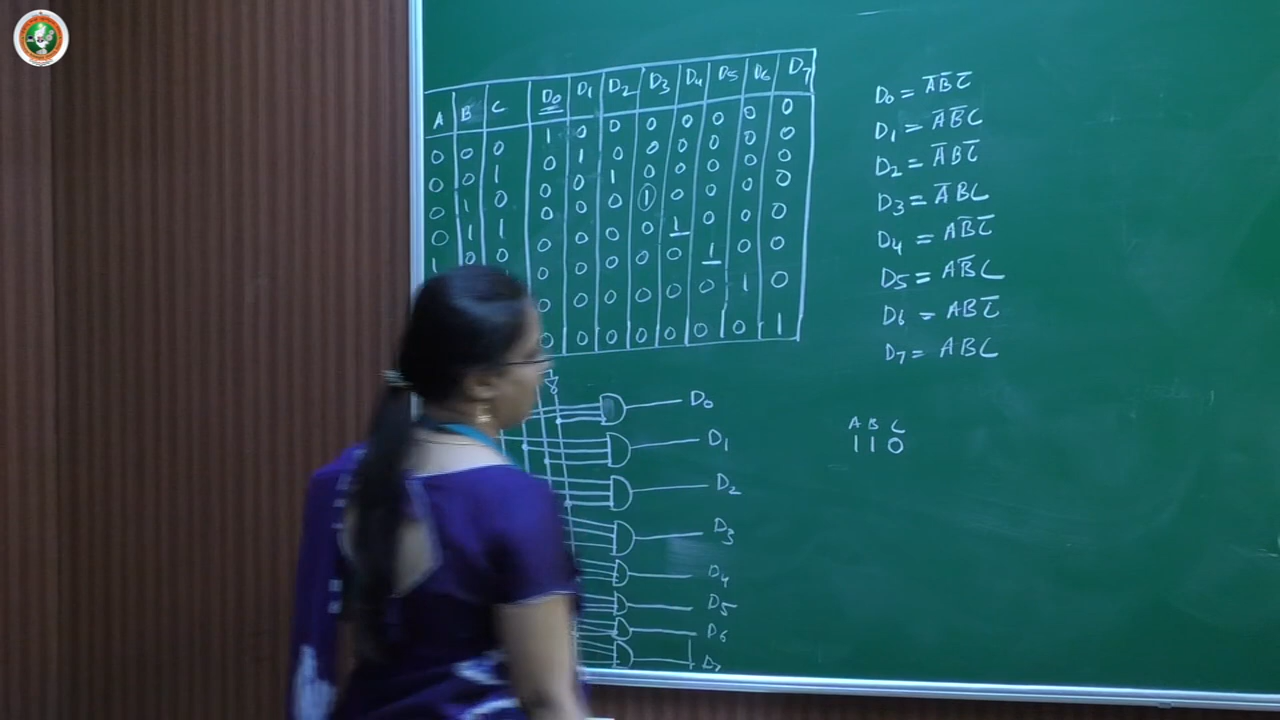 A B C D0 D1 D2 D3 D4 D5 D6 D7
0 0 0 1 0 0 0 0 0 0 0
0 0 1 0 1 0 0 0 0 0 0
0 1 0 0 0 1 0 0 0 0 0
0 1 1 0 0 0 1 0 0 0 0
1 0 0 0 0 0 0 1 0 0 0
0 0 0 0 0 1 0 0
0 0 0 0 0 0 1 0
0 0 0 0 0 0 0 1
D0 = A̅B̅C̅
D1 = A̅B̅C
D2 = A̅BC̅
D3 = A̅BC
D4 = AB̅C̅
D5 = AB̅C
D6 = ABC̅
D7 = ABC
A B C
1 1 0
D0
D1
D2
D3
D4
D5
D6
D7